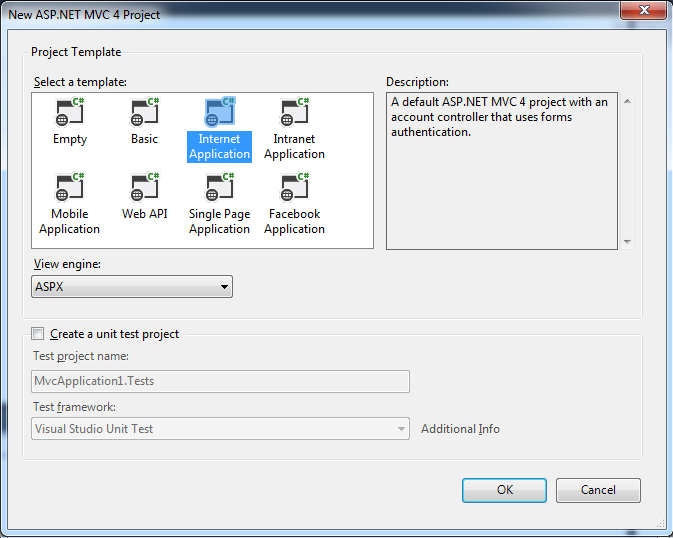 New ASP.NET MVC 4 Project
Project Template
Select a template:
Description:
C# C# C# C#
Empty Basic Internet Application Intranet Application
C# C# C# C#
Mobile Application Web API Single Page Application Facebook Application
A default ASP.NET MVC 4 project with an
account controller that uses forms
authentication.
View engine:
ASPX
Create a unit test project
Test project name:
MvcApplication1.Tests
Test framework:
Visual Studio Unit Test
Additional Info
OK
Cancel